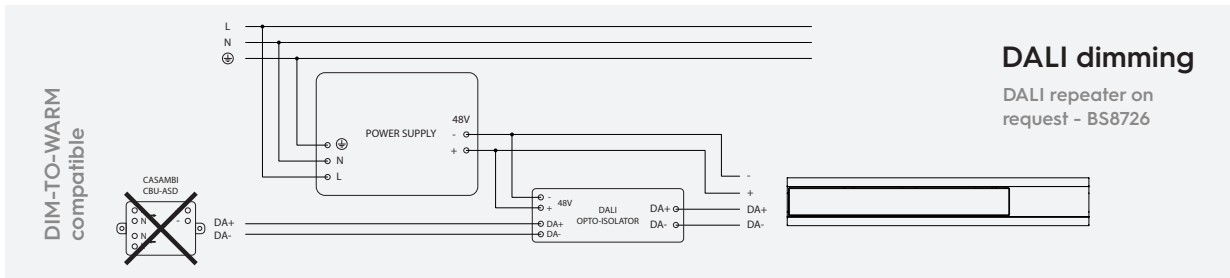 L
N
DALI dimming
DALI repeater on
request - BS8726
DIM-TO-WARM
compatible
48V
POWER SUPPLY
-
+
N
L
CASAMBI
CBU-ASD
N
-
N
DA+
DA-
-
+
48V
DA+
DA-
DALI
OPTO-ISOLATOR
DA+
DA-
-
+
DA+
DA-